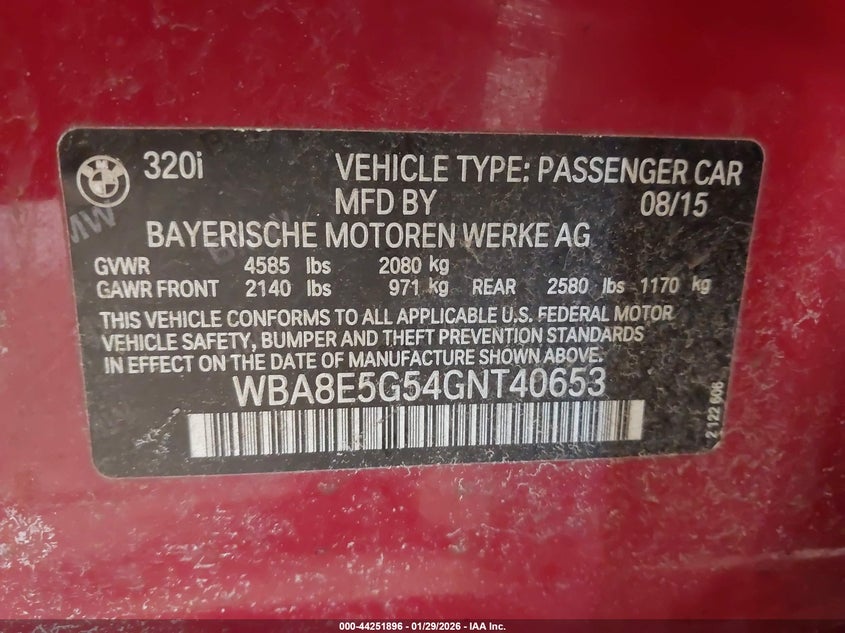 320i VEHICLE TYPE: PASSENGER CAR
MFD BY 08/15
BAYERISCHE MOTOREN WERKE AG
GVWR 4585 lbs 2080 kg
GAWR FRONT 2140 lbs 971 kg REAR 2580 lbs 1170 kg
THIS VEHICLE CONFORMS TO ALL APPLICABLE U.S. FEDERAL MOTOR
VEHICLE SAFETY, BUMPER AND THEFT PREVENTION STANDARDS
IN EFFECT ON THE DATE OF MANUFACTURE SHOWN ABOVE.
WBA8E5G54GNT40653
2 122 606
000-44251896 - 01/29/2026 - IAA Inc.